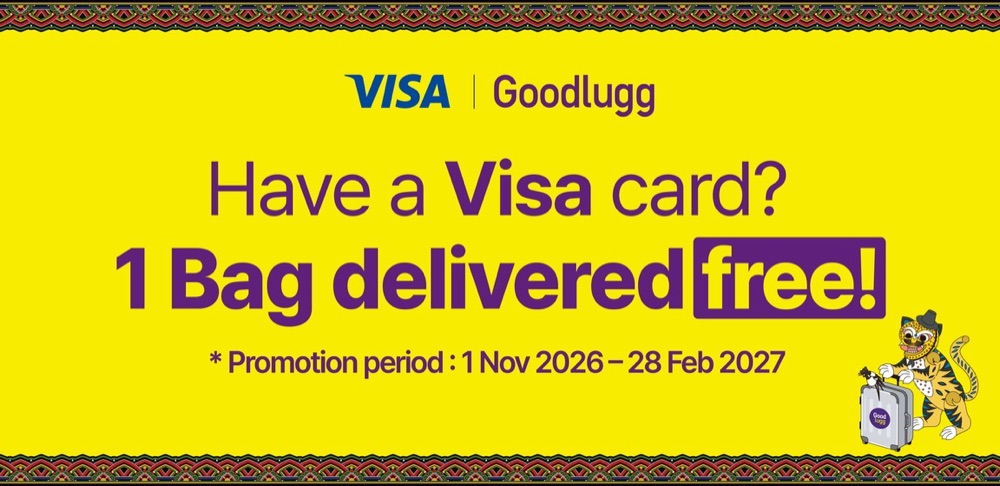 VISA | Goodlugg
Have a Visa card?
1 Bag delivered free!
* Promotion period : 1 Nov 2026 – 28 Feb 2027
Good
lugg